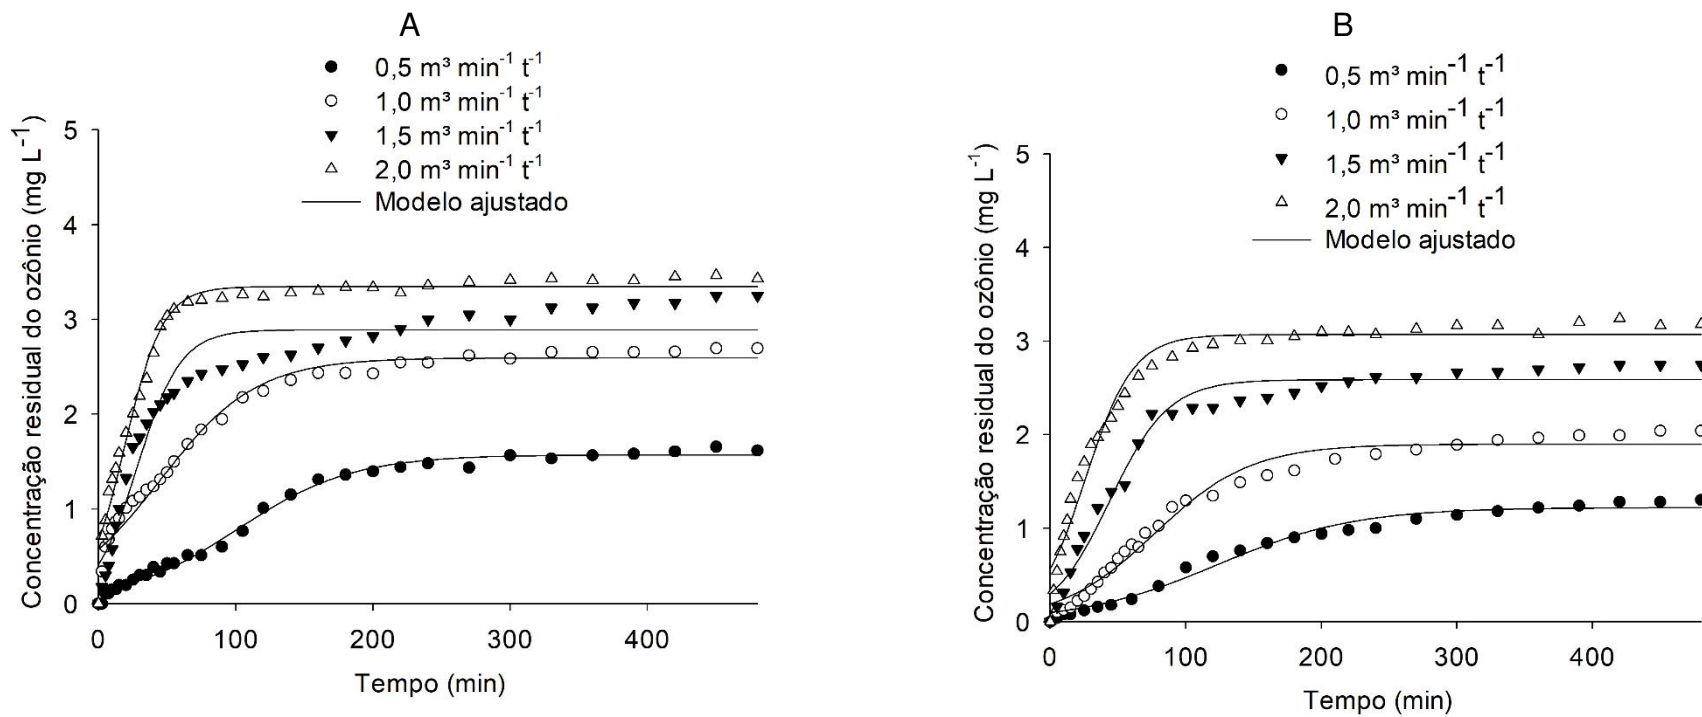 A
0,5 m³ min⁻¹ t⁻¹
1,0 m³ min⁻¹ t⁻¹
1,5 m³ min⁻¹ t⁻¹
2,0 m³ min⁻¹ t⁻¹
Modelo ajustado
Concentração residual do ozônio (mg L⁻¹)
5
4
3
2
1
0
0 100 200 300 400
Tempo (min)
B
0,5 m³ min⁻¹ t⁻¹
1,0 m³ min⁻¹ t⁻¹
1,5 m³ min⁻¹ t⁻¹
2,0 m³ min⁻¹ t⁻¹
Modelo ajustado
Concentração residual do ozônio (mg L⁻¹)
5
4
3
2
1
0
0 100 200 300 400
Tempo (min)